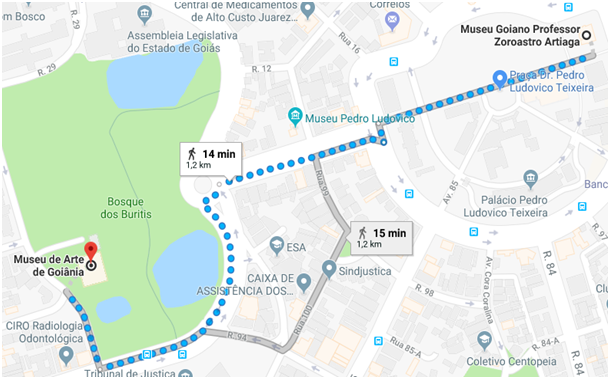 Central de Medicamentos
de Alto Custo Juarez...
Correios
m Bosco
R. 29
Assembleia Legislativa
do Estado de Goiás
Rua 16
Museu Goiano Professor
Zoroastro Artiaga
R. 29
R. 12
Praça Dr. Pedro
Ludovico Teixeira
Museu Pedro Ludovico
14 min
1,2 km
Rua 99
Av. 85
Palácio Pedro
Ludovico Teixeira
Banc
Bosque
dos Buritis
15 min
1,2 km
R. 84
ESA
Museu de Arte
de Goiânia
CAIXA DE
ASSISTÊNCIA DOS...
Sindjustica
Av. Cora
Coralina
R. 98
Rua 100
CIRO Radiologia
Odontológica
R. 94
Rua 85-A
R. 84-A
R. 84
Coletivo Centopeia
Tribunal de Justiça